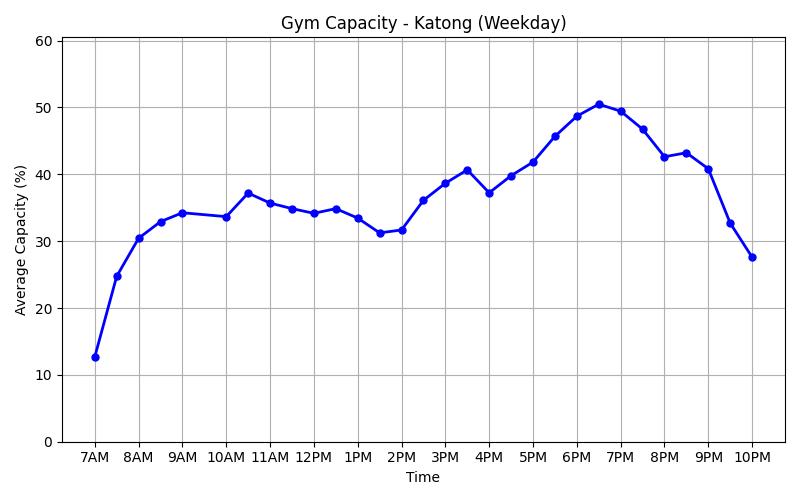 Gym Capacity - Katong (Weekday)
Average Capacity (%)
60
50
40
30
20
10
0
7AM 8AM 9AM 10AM 11AM 12PM 1PM 2PM 3PM 4PM 5PM 6PM 7PM 8PM 9PM 10PM
Time